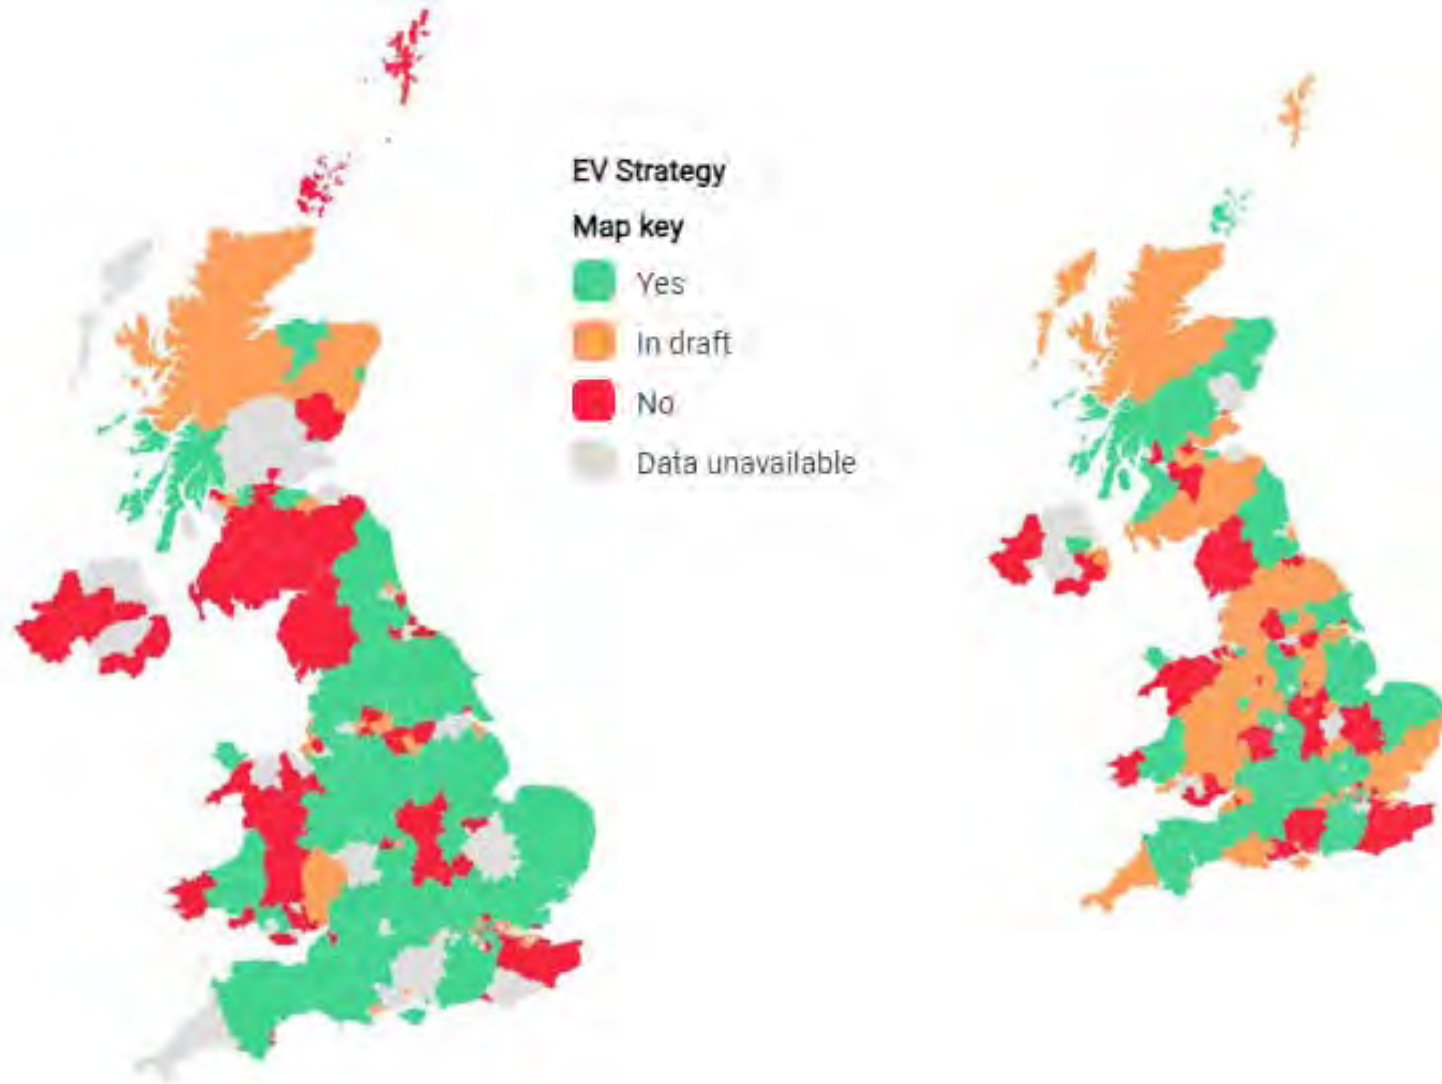 EV Strategy
Map key
Yes
In draft
No
Data unavailable